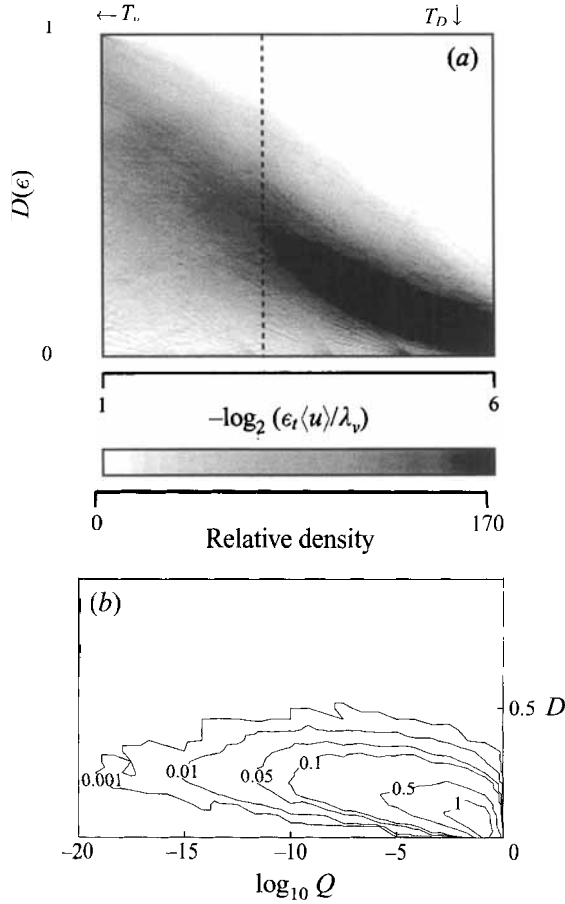 1 ← T T_D ↓
(a)
D(ϵ)
0
1 6
−log₂ (ϵ_t⟨u⟩/λ_ν)
0 170
Relative density
(b)
0.5 D
0.001 0.01 0.05 0.1 0.5 1
−20 −15 −10 −5 0
log₁₀ Q